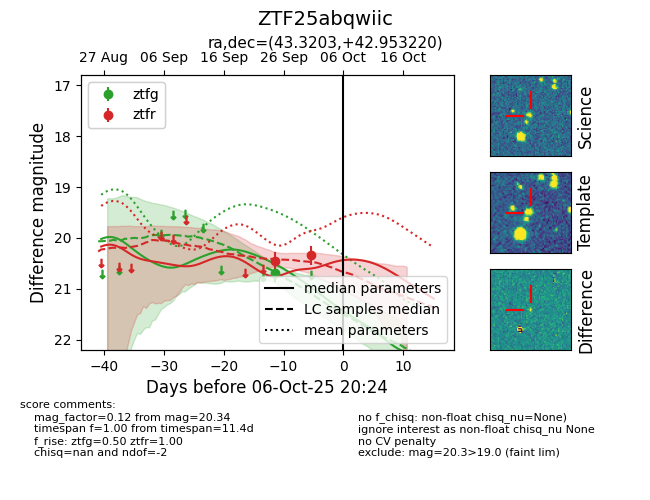 ZTF25abqwiic
ra,dec=(43.3203,+42.953220)
27 Aug 06 Sep 16 Sep 26 Sep 06 Oct 16 Oct
17
18
19
20
21
22
Difference magnitude
ztfg
ztfr
median parameters
LC samples median
mean parameters
−40 −30 −20 −10 0 10
Days before 06-Oct-25 20:24
Science
Template
Difference
score comments:
mag_factor=0.12 from mag=20.34
timespan f=1.00 from timespan=11.4d
f_rise: ztfg=0.50 ztfr=1.00
chisq=nan and ndof=-2
no f_chisq: non-float chisq_nu=None)
ignore interest as non-float chisq_nu None
no CV penalty
exclude: mag=20.3>19.0 (faint lim)